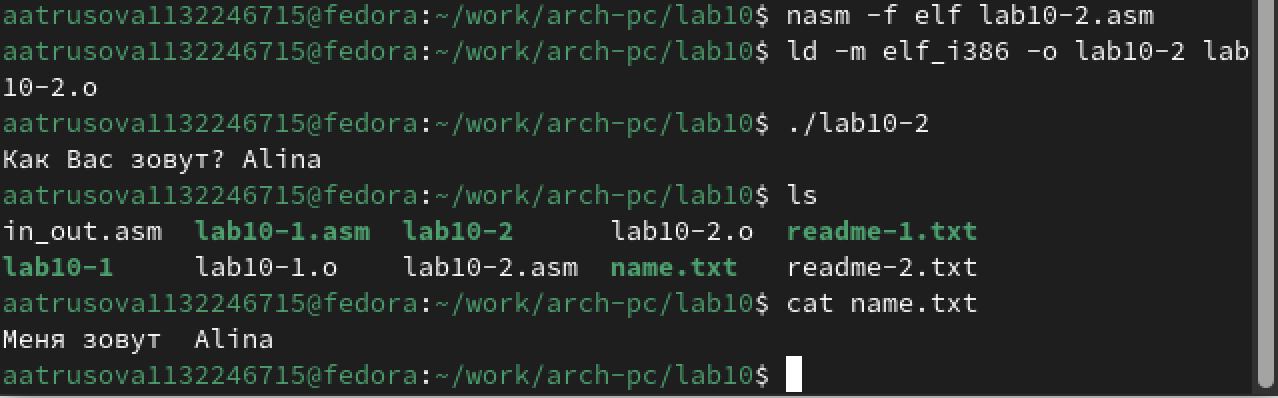 aatrusova1132246715@fedora:~/work/arch-pc/lab10$ nasm -f elf lab10-2.asm
aatrusova1132246715@fedora:~/work/arch-pc/lab10$ ld -m elf_i386 -o lab10-2 lab
10-2.o
aatrusova1132246715@fedora:~/work/arch-pc/lab10$ ./lab10-2
Как Вас зовут? Alina
aatrusova1132246715@fedora:~/work/arch-pc/lab10$ ls
in_out.asm  lab10-1.asm  lab10-2      lab10-2.o  readme-1.txt
lab10-1     lab10-1.o    lab10-2.asm  name.txt   readme-2.txt
aatrusova1132246715@fedora:~/work/arch-pc/lab10$ cat name.txt
Меня зовут  Alina
aatrusova1132246715@fedora:~/work/arch-pc/lab10$